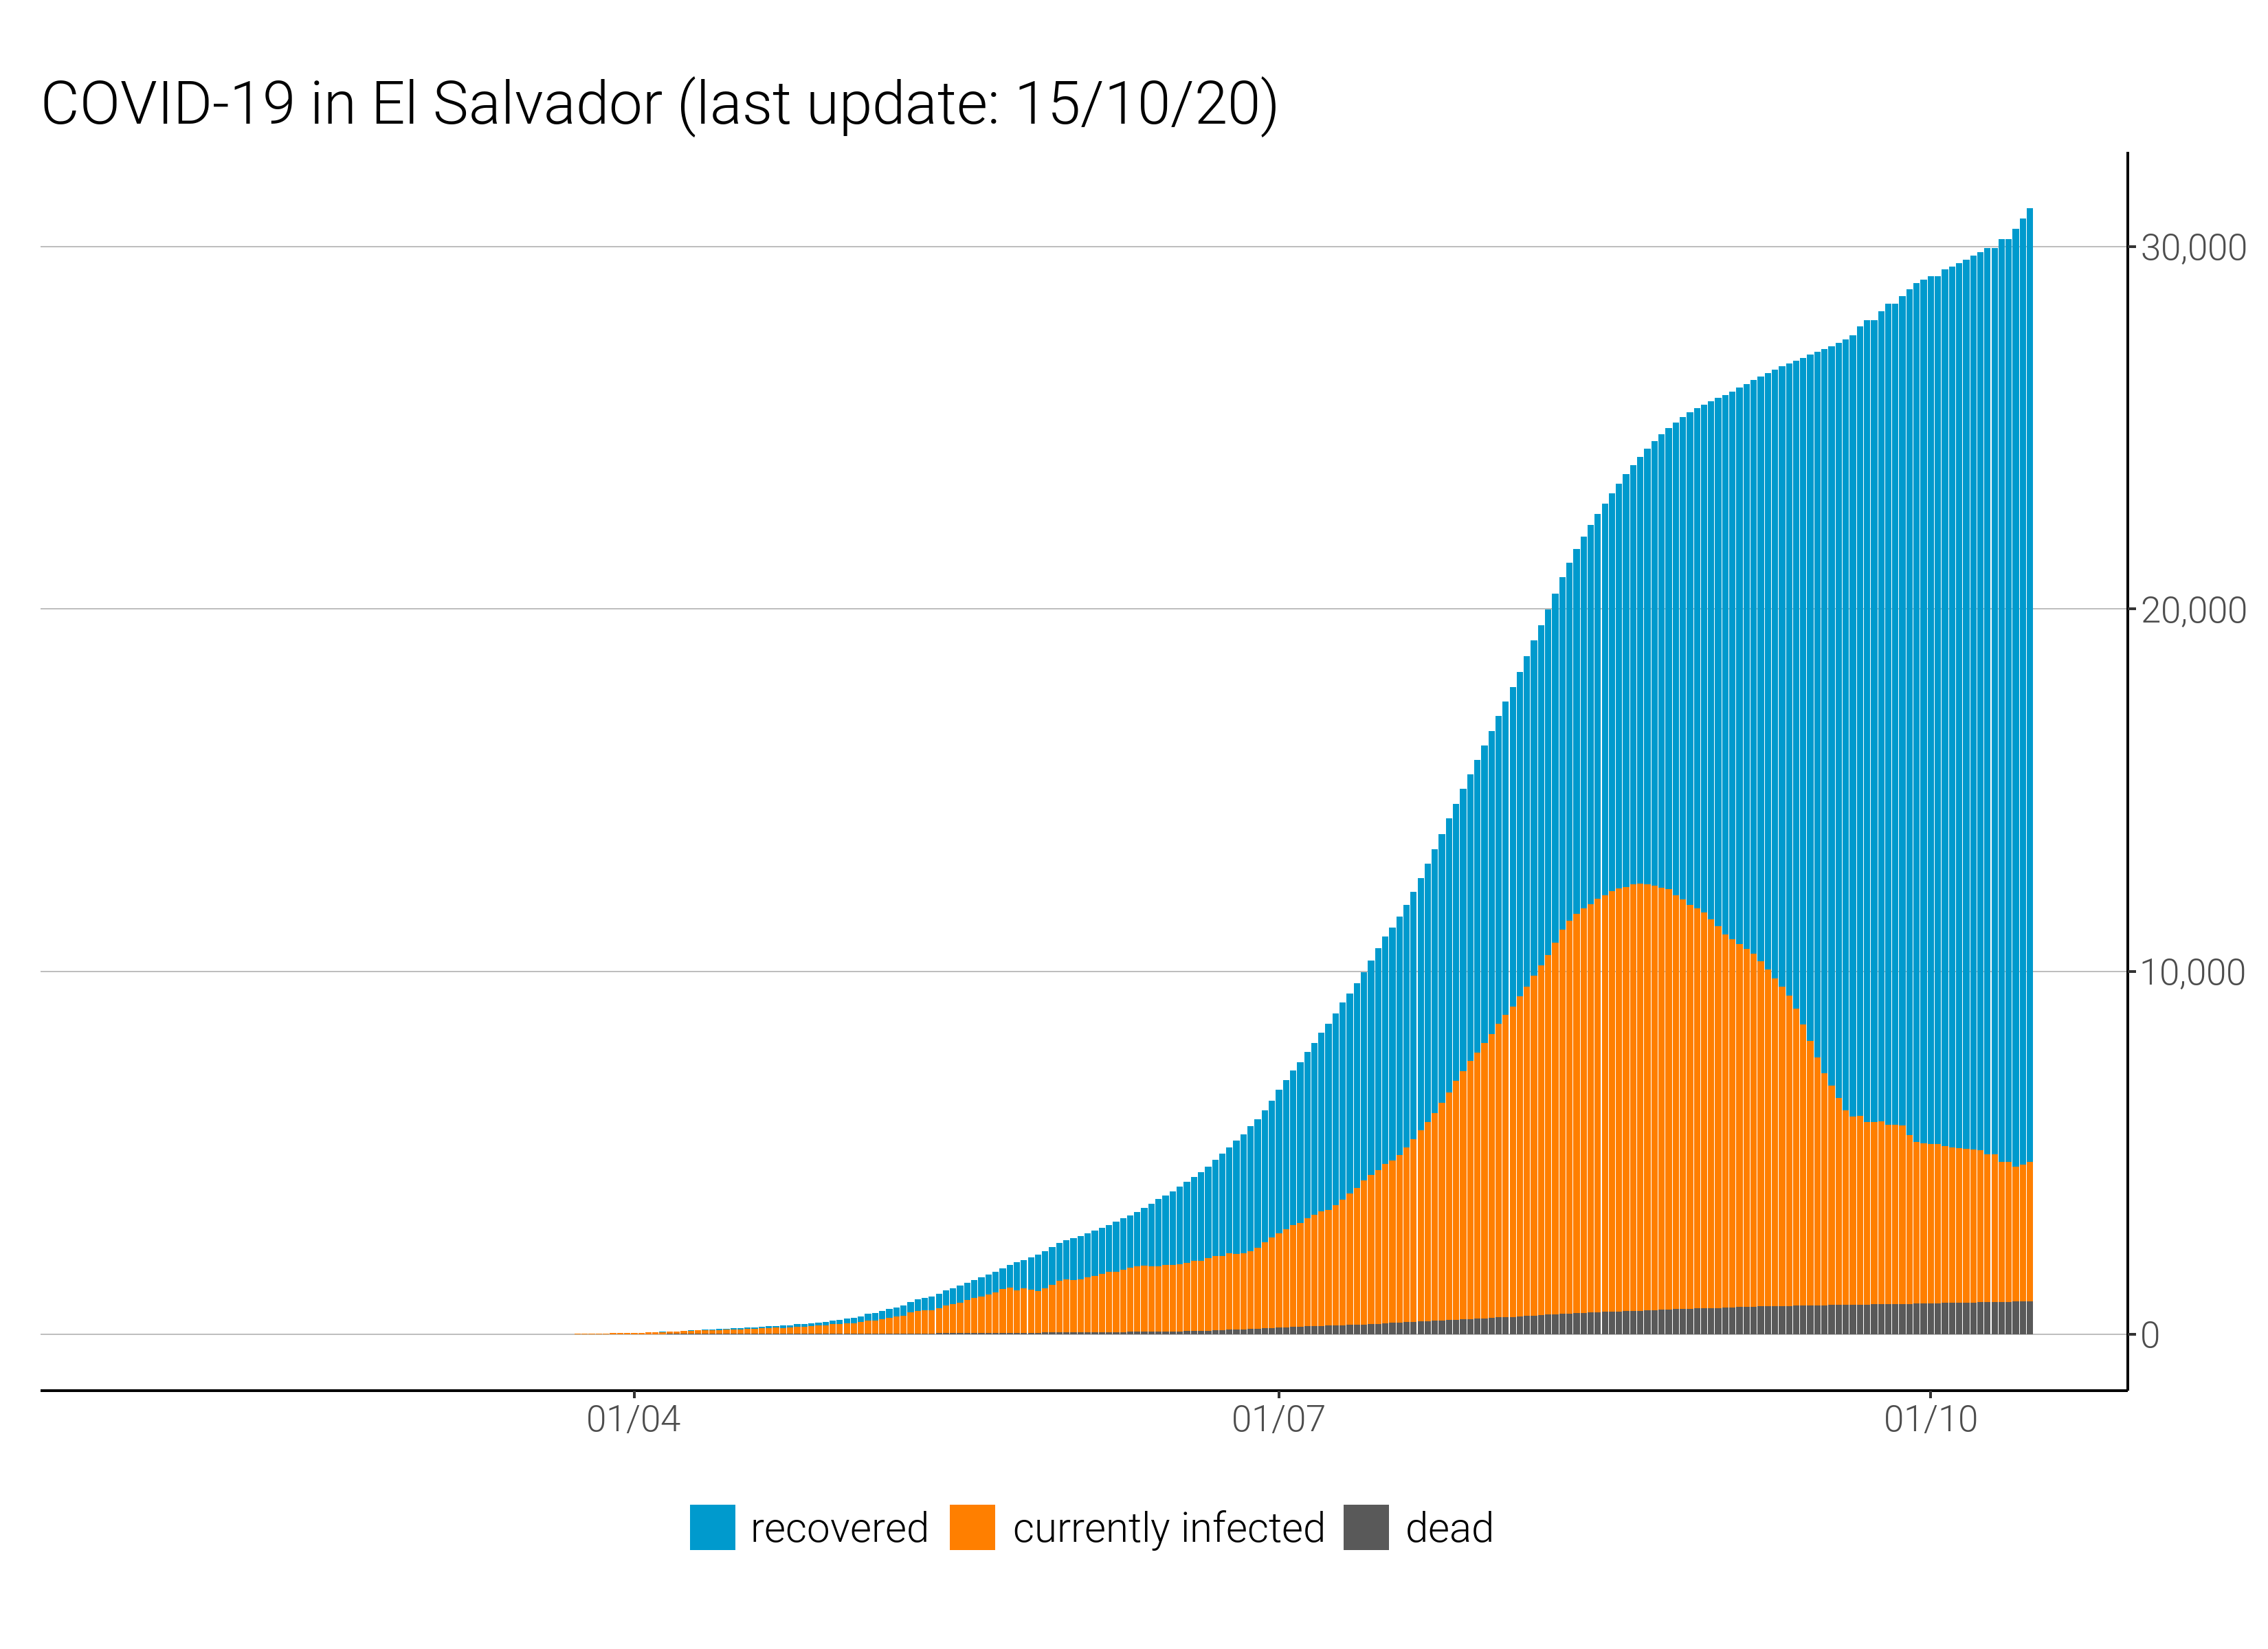 COVID-19 in El Salvador (last update: 15/10/20)
30,000
20,000
10,000
0
01/04 01/07 01/10
recovered currently infected dead